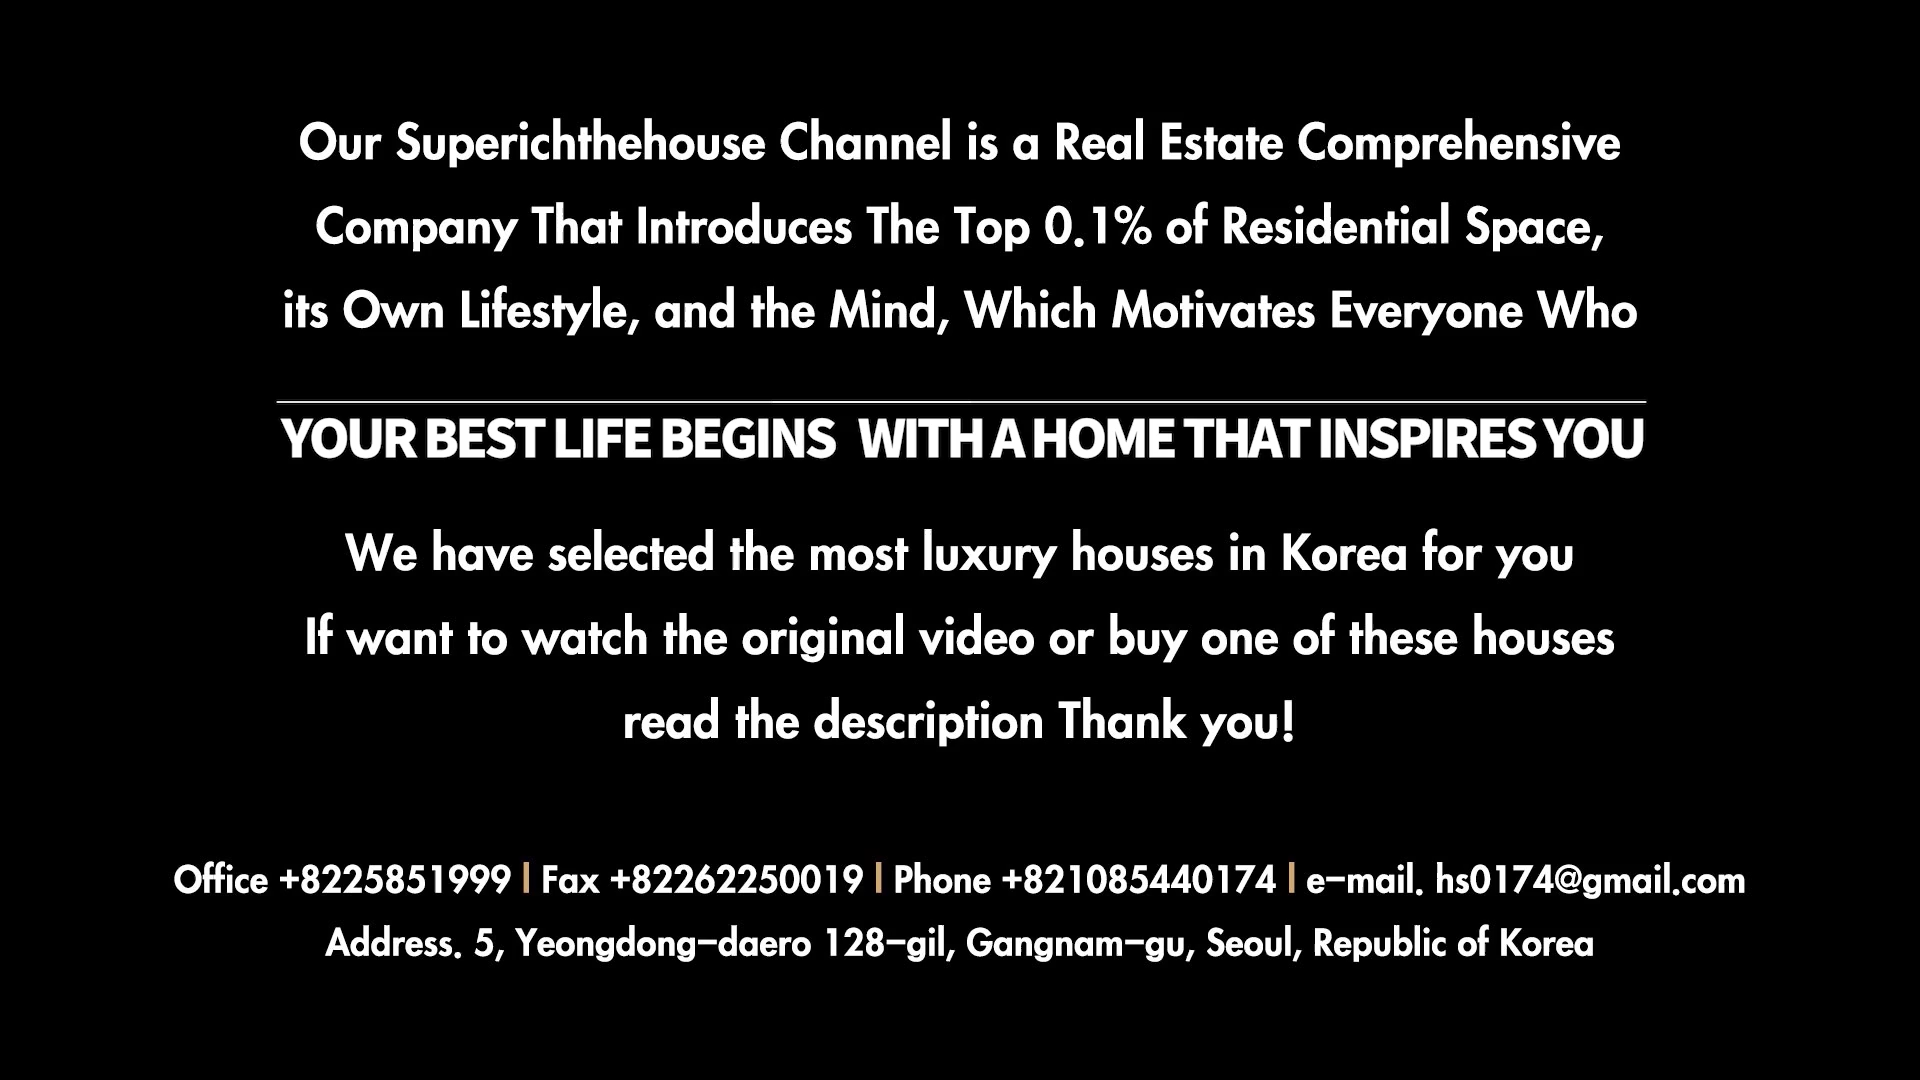 Our Superichthehouse Channel is a Real Estate Comprehensive
Company That Introduces The Top 0.1% of Residential Space,
its Own Lifestyle, and the Mind, Which Motivates Everyone Who
YOUR BEST LIFE BEGINS WITH A HOME THAT INSPIRES YOU
We have selected the most luxury houses in Korea for you
If want to watch the original video or buy one of these houses
read the description Thank you!
Office +8225851999 | Fax +82262250019 | Phone +821085440174 | e-mail. hs0174@gmail.com
Address. 5, Yeongdong-daero 128-gil, Gangnam-gu, Seoul, Republic of Korea